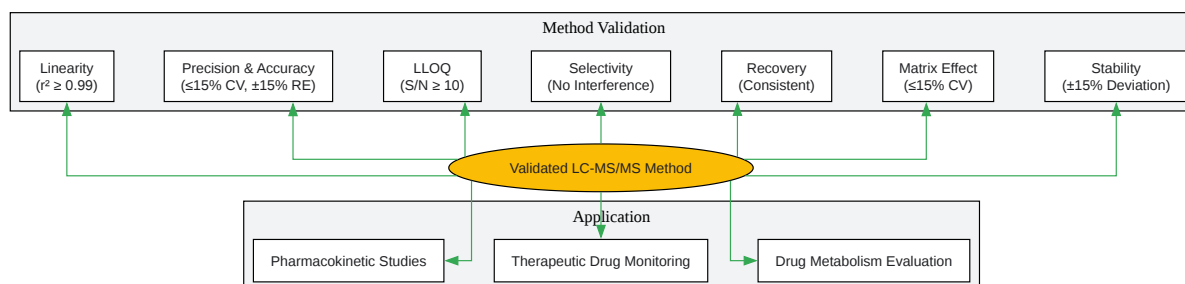 Method Validation
Linearity
(r² ≥ 0.99)
Precision & Accuracy
(≤15% CV, ±15% RE)
LLOQ
(S/N ≥ 10)
Selectivity
(No Interference)
Recovery
(Consistent)
Matrix Effect
(≤15% CV)
Stability
(±15% Deviation)
Validated LC-MS/MS Method
Application
Pharmacokinetic Studies
Therapeutic Drug Monitoring
Drug Metabolism Evaluation